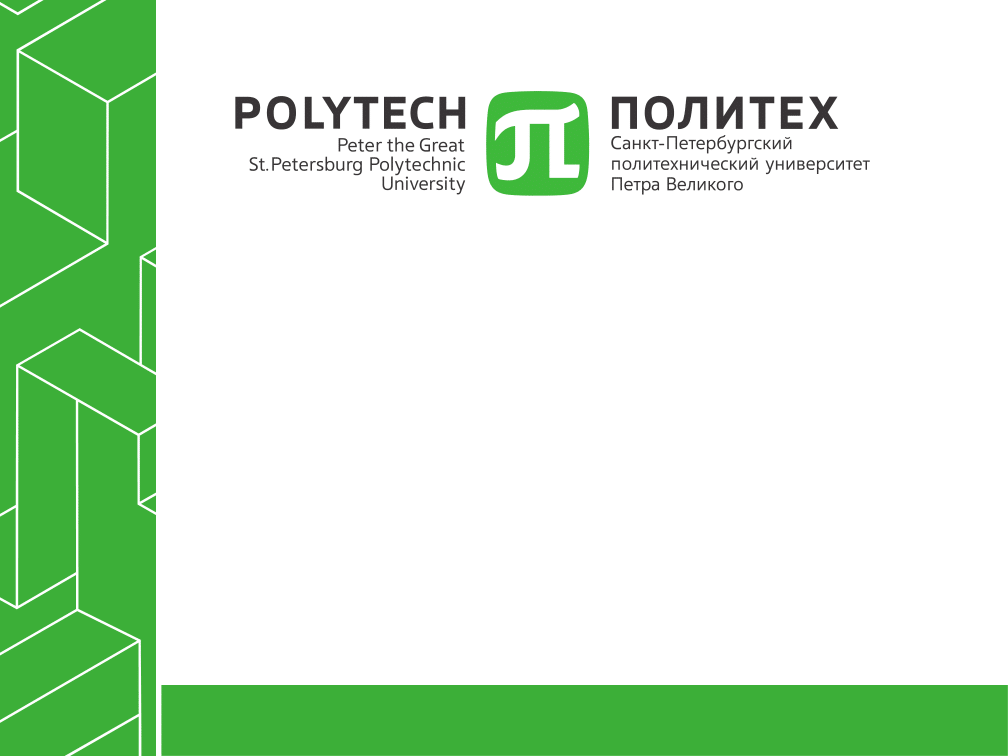 POLYTECH
Peter the Great
St.Petersburg Polytechnic
University
ПОЛИТЕХ
Санкт-Петербургский
политехнический университет
Петра Великого